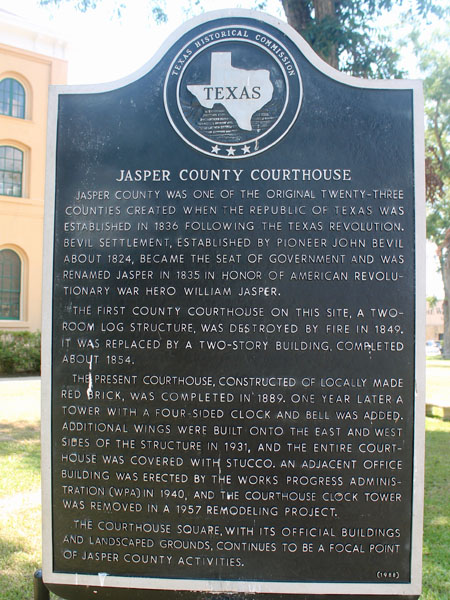 TEXAS HISTORICAL COMMISSION
TEXAS
JASPER COUNTY COURTHOUSE
JASPER COUNTY WAS ONE OF THE ORIGINAL TWENTY-THREE
COUNTIES CREATED WHEN THE REPUBLIC OF TEXAS WAS
ESTABLISHED IN 1836 FOLLOWING THE TEXAS REVOLUTION.
BEVIL SETTLEMENT, ESTABLISHED BY PIONEER JOHN BEVIL
ABOUT 1824, BECAME THE SEAT OF GOVERNMENT AND WAS
RENAMED JASPER IN 1835 IN HONOR OF AMERICAN REVOLU-
TIONARY WAR HERO WILLIAM JASPER.
THE FIRST COUNTY COURTHOUSE ON THIS SITE, A TWO-
ROOM LOG STRUCTURE, WAS DESTROYED BY FIRE IN 1849.
IT WAS REPLACED BY A TWO-STORY BUILDING, COMPLETED
ABOUT 1854.
THE PRESENT COURTHOUSE, CONSTRUCTED OF LOCALLY MADE
RED BRICK, WAS COMPLETED IN 1889. ONE YEAR LATER A
TOWER WITH A FOUR-SIDED CLOCK AND BELL WAS ADDED.
ADDITIONAL WINGS WERE BUILT ONTO THE EAST AND WEST
SIDES OF THE STRUCTURE IN 1931, AND THE ENTIRE COURT-
HOUSE WAS COVERED WITH STUCCO. AN ADJACENT OFFICE
BUILDING WAS ERECTED BY THE WORKS PROGRESS ADMINIS-
TRATION (WPA) IN 1940, AND THE COURTHOUSE CLOCK TOWER
WAS REMOVED IN A 1957 REMODELING PROJECT.
THE COURTHOUSE SQUARE, WITH ITS OFFICIAL BUILDINGS
AND LANDSCAPED GROUNDS, CONTINUES TO BE A FOCAL POINT
OF JASPER COUNTY ACTIVITIES.